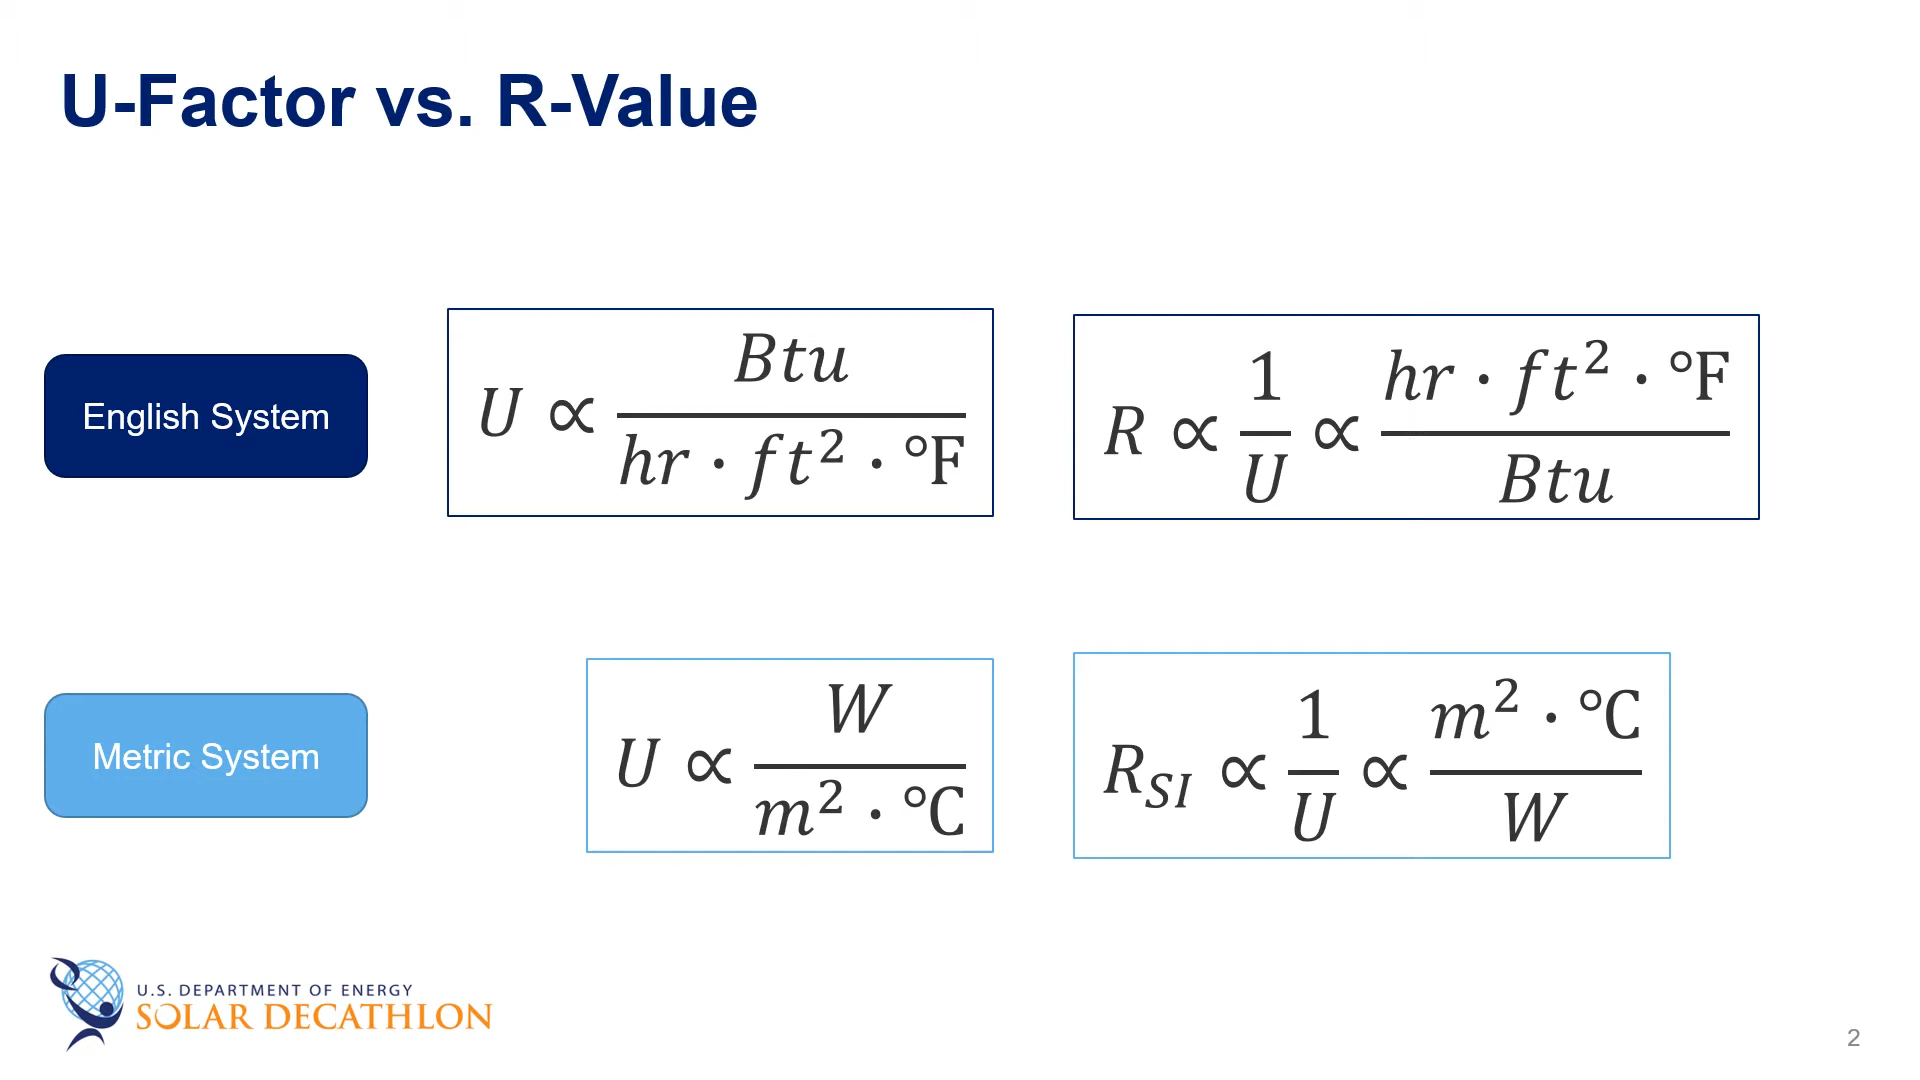 U-Factor vs. R-Value
English System
U ∝ Btu / hr · ft² · °F
R ∝ 1/U ∝ hr · ft² · °F / Btu
Metric System
U ∝ W / m² · °C
R_SI ∝ 1/U ∝ m² · °C / W
U.S. DEPARTMENT OF ENERGY
SOLAR DECATHLON
2